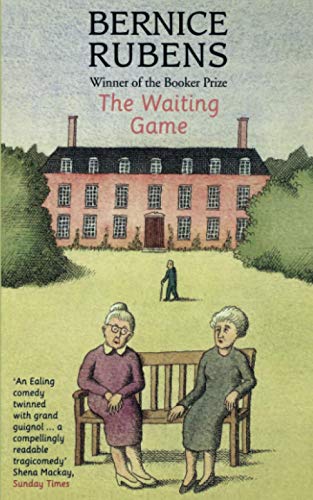 BERNICE
RUBENS
Winner of the Booker Prize
The Waiting
Game
‘An Ealing
comedy
twinned
with grand
guignol ... a
compellingly
readable
tragicomedy’
Shena Mackay,
Sunday Times